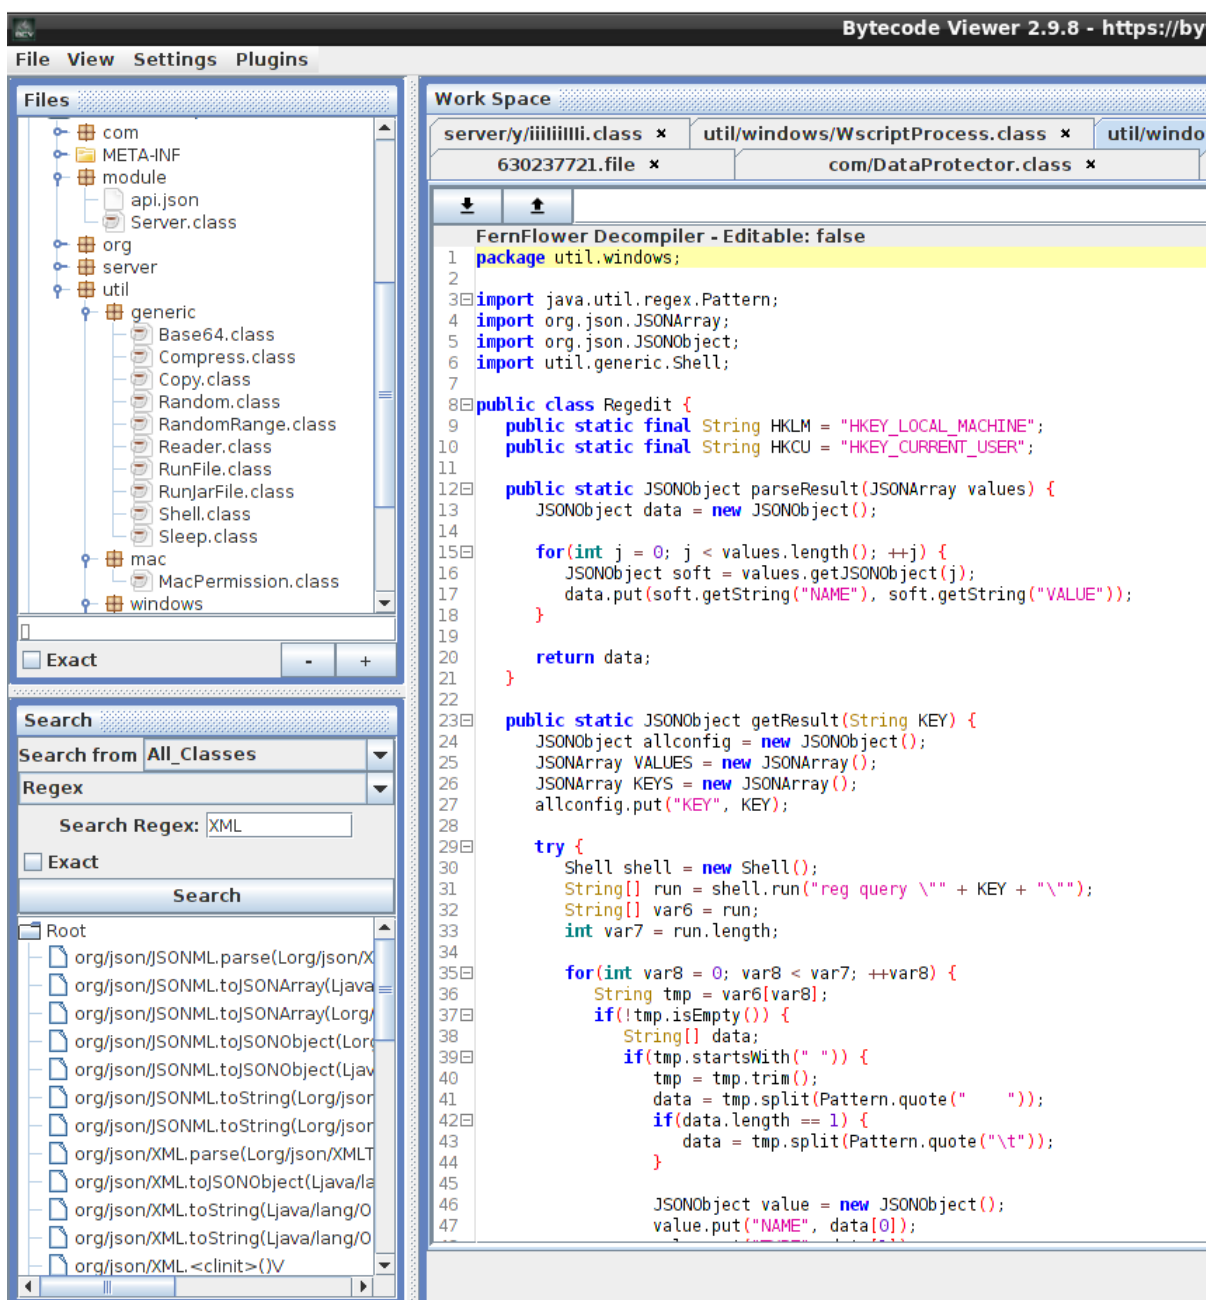 Bytecode Viewer 2.9.8 - https://by
File View Settings Plugins
Files
com
META-INF
module
api.json
Server.class
org
server
util
generic
Base64.class
Compress.class
Copy.class
Random.class
RandomRange.class
Reader.class
RunFile.class
RunJarFile.class
Shell.class
Sleep.class
mac
MacPermission.class
windows
Exact
- +
Search
Search from All_Classes
Regex
Search Regex: XML
Exact
Search
Root
org/json/JSONML.parse(Lorg/json/X
org/json/JSONML.toJSONArray(Ljava
org/json/JSONML.toJSONArray(Lorg/
org/json/JSONML.toJSONObject(Lorg
org/json/JSONML.toJSONObject(Ljav
org/json/JSONML.toString(Lorg/jsor
org/json/JSONML.toString(Lorg/jsor
org/json/XML.parse(Lorg/json/XMLT
org/json/XML.toJSONObject(Ljava/la
org/json/XML.toString(Ljava/lang/O
org/json/XML.toString(Ljava/lang/O
org/json/XML.<clinit>()V
Work Space
util/windows/WscriptProcess.class × util/windo
630237721.file × com/DataProtector.class ×
FernFlower Decompiler - Editable: false
1 package util.windows;
2
3 import java.util.regex.Pattern;
4 import org.json.JSONArray;
5 import org.json.JSONObject;
6 import util.generic.Shell;
7
8 public class Regedit {
9 public static final String HKLM = "HKEY_LOCAL_MACHINE";
10 public static final String HKCU = "HKEY_CURRENT_USER";
11
12 public static JSONObject parseResult(JSONArray values) {
13 JSONObject data = new JSONObject();
14
15 for(int j = 0; j < values.length(); ++j) {
16 JSONObject soft = values.getJSONObject(j);
17 data.put(soft.getString("NAME"), soft.getString("VALUE"));
18 }
19
20 return data;
21 }
22
23 public static JSONObject getResult(String KEY) {
24 JSONObject allconfig = new JSONObject();
25 JSONArray VALUES = new JSONArray();
26 JSONArray KEYS = new JSONArray();
27 allconfig.put("KEY", KEY);
28
29 try {
30 Shell shell = new Shell();
31 String[] run = shell.run("reg query \"" + KEY + "\"");
32 String[] var6 = run;
33 int var7 = run.length;
34
35 for(int var8 = 0; var8 < var7; ++var8) {
36 String tmp = var6[var8];
37 if(!tmp.isEmpty()) {
38 String[] data;
39 if(tmp.startsWith(" ")) {
40 tmp = tmp.trim();
41 data = tmp.split(Pattern.quote("    "));
42 if(data.length == 1) {
43 data = tmp.split(Pattern.quote("\t"));
44 }
45
46 JSONObject value = new JSONObject();
47 value.put("NAME", data[0]);